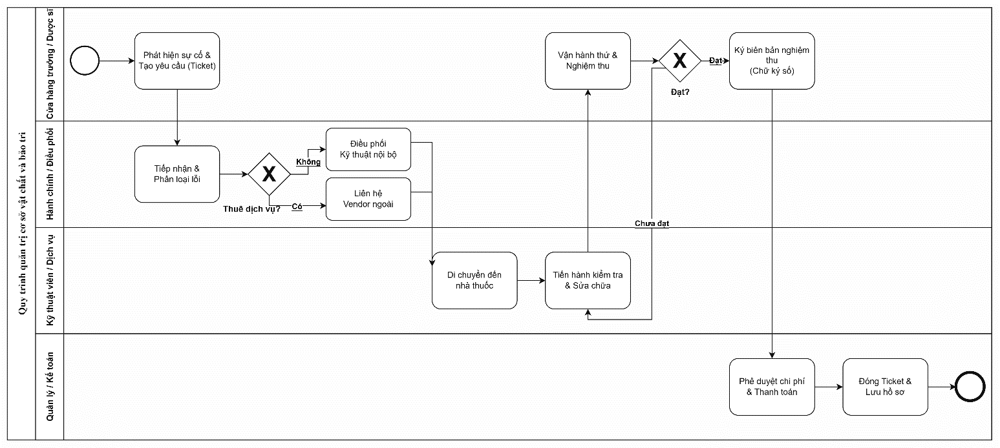 Quy trình quản trị cơ sở vật chất và bảo trì
Cửa hàng trưởng / Dược sĩ
Phát hiện sự cố &
Tạo yêu cầu (Ticket)
Vận hành thử &
Nghiệm thu
X
Đạt?
Đạt
Ký biên bản nghiệm
thu
(Chữ ký số)
Hành chính / Điều phối
Tiếp nhận &
Phân loại lỗi
X
Thuê dịch vụ?
Không
Có
Điều phối
Kỹ thuật nội bộ
Liên hệ
Vendor ngoài
Chưa đạt
Kỹ thuật viên / Dịch vụ
Di chuyển đến
nhà thuốc
Tiến hành kiểm tra
& Sửa chữa
Quản lý / Kế toán
Phê duyệt chi phí
& Thanh toán
Đóng Ticket &
Lưu hồ sơ